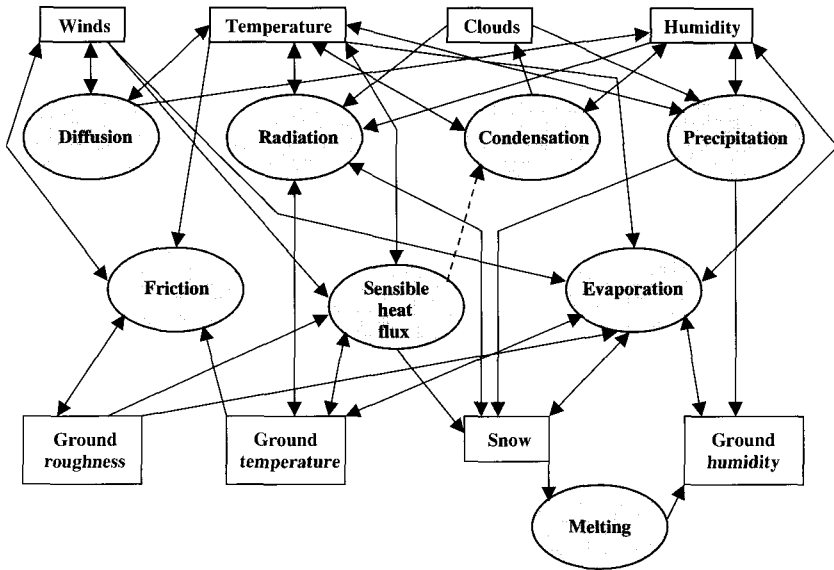 Winds
Temperature
Clouds
Humidity
Diffusion
Radiation
Condensation
Precipitation
Friction
Sensible
heat
flux
Evaporation
Ground
roughness
Ground
temperature
Snow
Ground
humidity
Melting